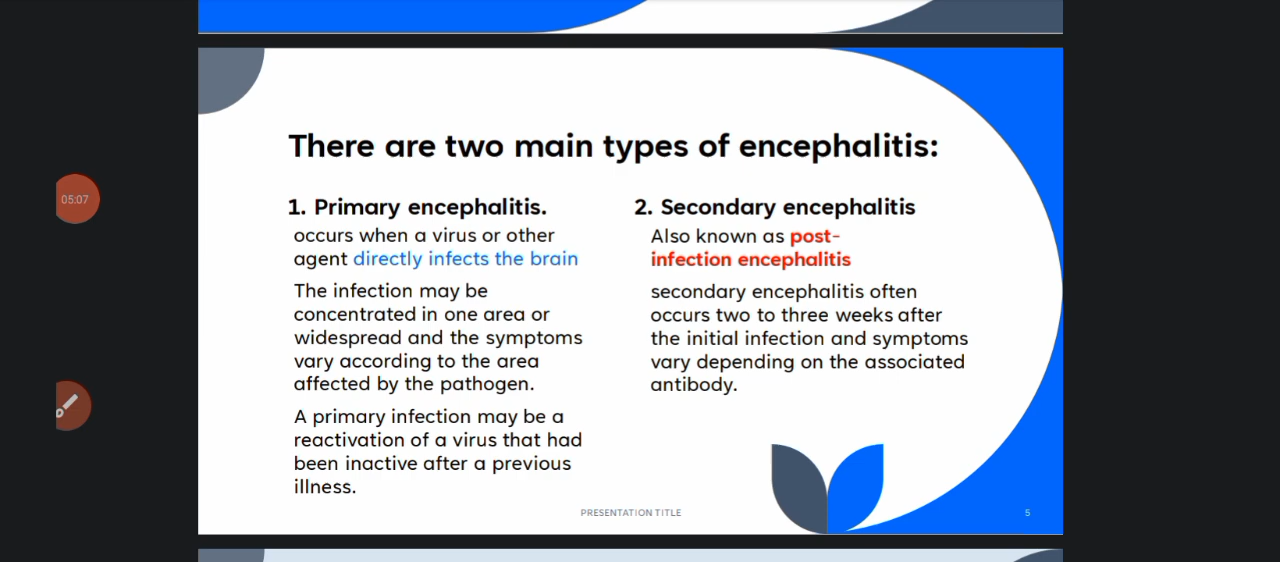 05:07
There are two main types of encephalitis:
1. Primary encephalitis.
occurs when a virus or other
agent directly infects the brain
The infection may be
concentrated in one area or
widespread and the symptoms
vary according to the area
affected by the pathogen.
A primary infection may be a
reactivation of a virus that had
been inactive after a previous
illness.
2. Secondary encephalitis
Also known as post-
infection encephalitis
secondary encephalitis often
occurs two to three weeks after
the initial infection and symptoms
vary depending on the associated
antibody.
PRESENTATION TITLE
5